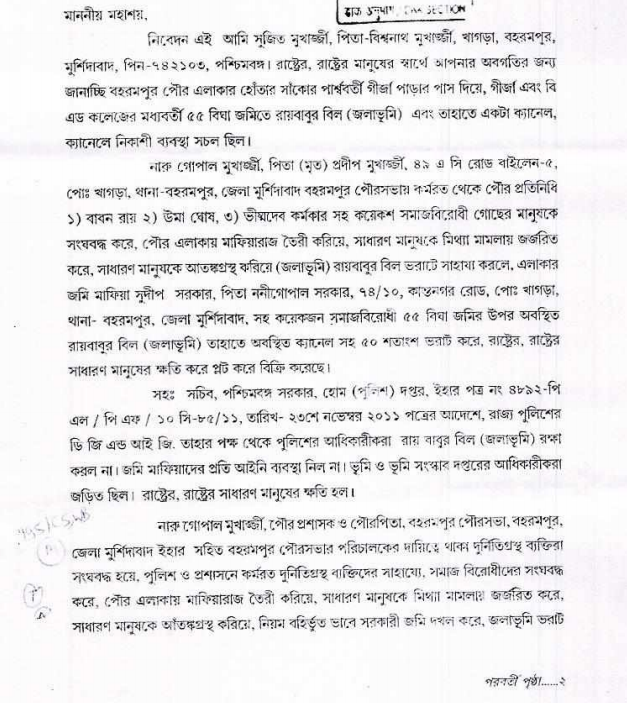 মাননীয় মহাশয়,
ডাক অনুভাগ / DAK SECTION
নিবেদন এই আমি সুজিত মুখার্জ্জী, পিতা-বিশ্বনাথ মুখার্জ্জী, খাগড়া, বহরমপুর,
মুর্শিদাবাদ, পিন-৭৪২১০৩, পশ্চিমবঙ্গ। রাষ্ট্রের, রাষ্ট্রের মানুষের স্বার্থে আপনার অবগতির জন্য
জানাচ্ছি বহরমপুর পৌর এলাকার হোঁতার সাঁকোর পার্শ্ববর্তী গীর্জা পাড়ার পাস দিয়ে, গীর্জা এবং বি
এড কলেজের মধ্যবর্তী ৫৫ বিঘা জমিতে রায়বাবুর বিল (জলাভূমি) এবং তাহাতে একটা ক্যানেল,
ক্যানেলে নিকাশী ব্যবস্থা সচল ছিল।
নারু গোপাল মুখার্জ্জী, পিতা (মৃত) প্রদীপ মুখার্জ্জী, ৪৯ এ সি রোড বাইলেন-৫,
পোঃ খাগড়া, থানা-বহরমপুর, জেলা মুর্শিদাবাদ বহরমপুর পৌরসভায় কর্মরত থেকে পৌর প্রতিনিধি
১) বাবন রায় ২) উমা ঘোষ, ৩) ভীষ্মদেব কর্মকার সহ কয়েকশ সমাজবিরোধী গোছের মানুষকে
সংঘবদ্ধ করে, পৌর এলাকায় মাফিয়ারাজ তৈরী করিয়ে, সাধারণ মানুষকে মিথ্যা মামলায় জর্জরিত
করে, সাধারণ মানুষকে আতঙ্কগ্রস্থ করিয়ে (জলাভূমি) রায়বাবুর বিল ভরাটে সাহায্য করলে, এলাকার
জমি মাফিয়া সুদীপ সরকার, পিতা ননীগোপাল সরকার, ৭৪/১০, কান্তনগর রোড, পোঃ খাগড়া,
থানা- বহরমপুর, জেলা মুর্শিদাবাদ, সহ কয়েকজন সমাজবিরোধী ৫৫ বিঘা জমির উপর অবস্থিত
রায়বাবুর বিল (জলাভূমি) তাহাতে অবস্থিত ক্যানেল সহ ৫০ শতাংশ ভরাট করে, রাষ্ট্রের, রাষ্ট্রের
সাধারণ মানুষের ক্ষতি করে প্লট করে বিক্রি করেছে।
সহঃ সচিব, পশ্চিমবঙ্গ সরকার, হোম (পুলিশ) দপ্তর, ইহার পত্র নং ৪৮৯২-পি
এল / পি এফ / ১০ সি-৮৫/১১, তারিখ- ২৩শে নভেম্বর ২০১১ পত্রের আদেশে, রাজ্য পুলিশের
ডি জি এন্ড আই জি. তাহার পক্ষ থেকে পুলিশের আধিকারীকরা রায় বাবুর বিল (জলাভূমি) রক্ষা
করল না। জমি মাফিয়াদের প্রতি আইনি ব্যবস্থা নিল না। ভূমি ও ভূমি সংস্কার দপ্তরের আধিকারীকরা
জড়িত ছিল। রাষ্ট্রের, রাষ্ট্রের সাধারণ মানুষের ক্ষতি হল।
নারু গোপাল মুখার্জ্জী, পৌর প্রশাসক ও পৌরপিতা, বহরমপুর পৌরসভা, বহরমপুর,
জেলা মুর্শিদাবাদ ইহার সহিত বহরমপুর পৌরসভার পরিচালকের দায়িত্বে থাকা দুর্নিতিগ্রস্থ ব্যক্তিরা
সংঘবদ্ধ হয়ে, পুলিশ ও প্রশাসনে কর্মরত দুর্নিতিগ্রস্থ ব্যক্তিদের সাহায্যে, সমাজ বিরোধীদের সংঘবদ্ধ
করে, পৌর এলাকায় মাফিয়ারাজ তৈরী করিয়ে, সাধারণ মানুষকে মিথ্যা মামলায় জর্জরিত করে,
সাধারণ মানুষকে আঁতঙ্কগ্রস্থ করিয়ে, নিয়ম বহির্ভুত ভাবে সরকারী জমি দখল করে, জলাভূমি ভরাট
পরবর্তী পৃষ্ঠা......২